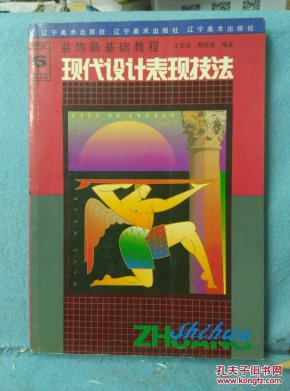 辽宁美术出版社 辽宁美术出版社 辽宁美术出版社
装饰画基础教程
编著
6
现代设计表现技法
CITY OF ANGELS
ZHUANG
Shihua
孔夫子旧书网